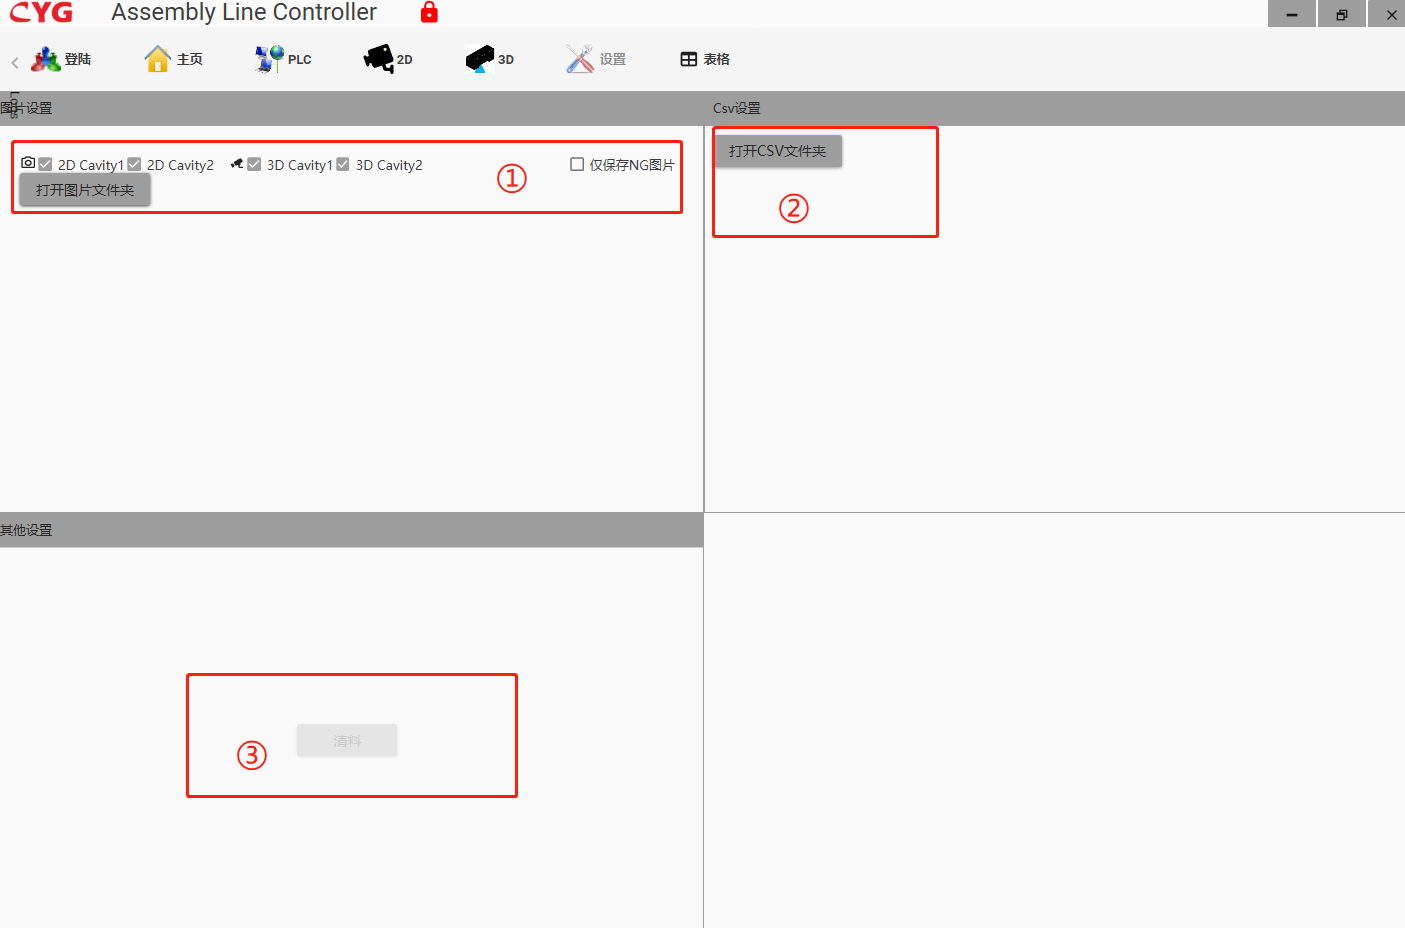 CYG Assembly Line Controller
登陆 主页 PLC 2D 3D 设置 表格
Logs
图片设置 Csv设置
2D Cavity1 2D Cavity2 3D Cavity1 3D Cavity2 仅保存NG图片
打开图片文件夹
①
打开CSV文件夹
②
其他设置
清料
③